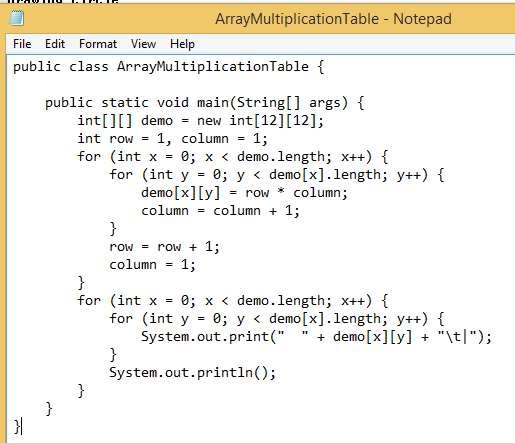 ArrayMultiplicationTable - Notepad
File Edit Format View Help
public class ArrayMultiplicationTable {

    public static void main(String[] args) {
        int[][] demo = new int[12][12];
        int row = 1, column = 1;
        for (int x = 0; x < demo.length; x++) {
            for (int y = 0; y < demo[x].length; y++) {
                demo[x][y] = row * column;
                column = column + 1;
            }
            row = row + 1;
            column = 1;
        }
        for (int x = 0; x < demo.length; x++) {
            for (int y = 0; y < demo[x].length; y++) {
                System.out.print("  " + demo[x][y] + "\t|");
            }
            System.out.println();
        }
    }
}